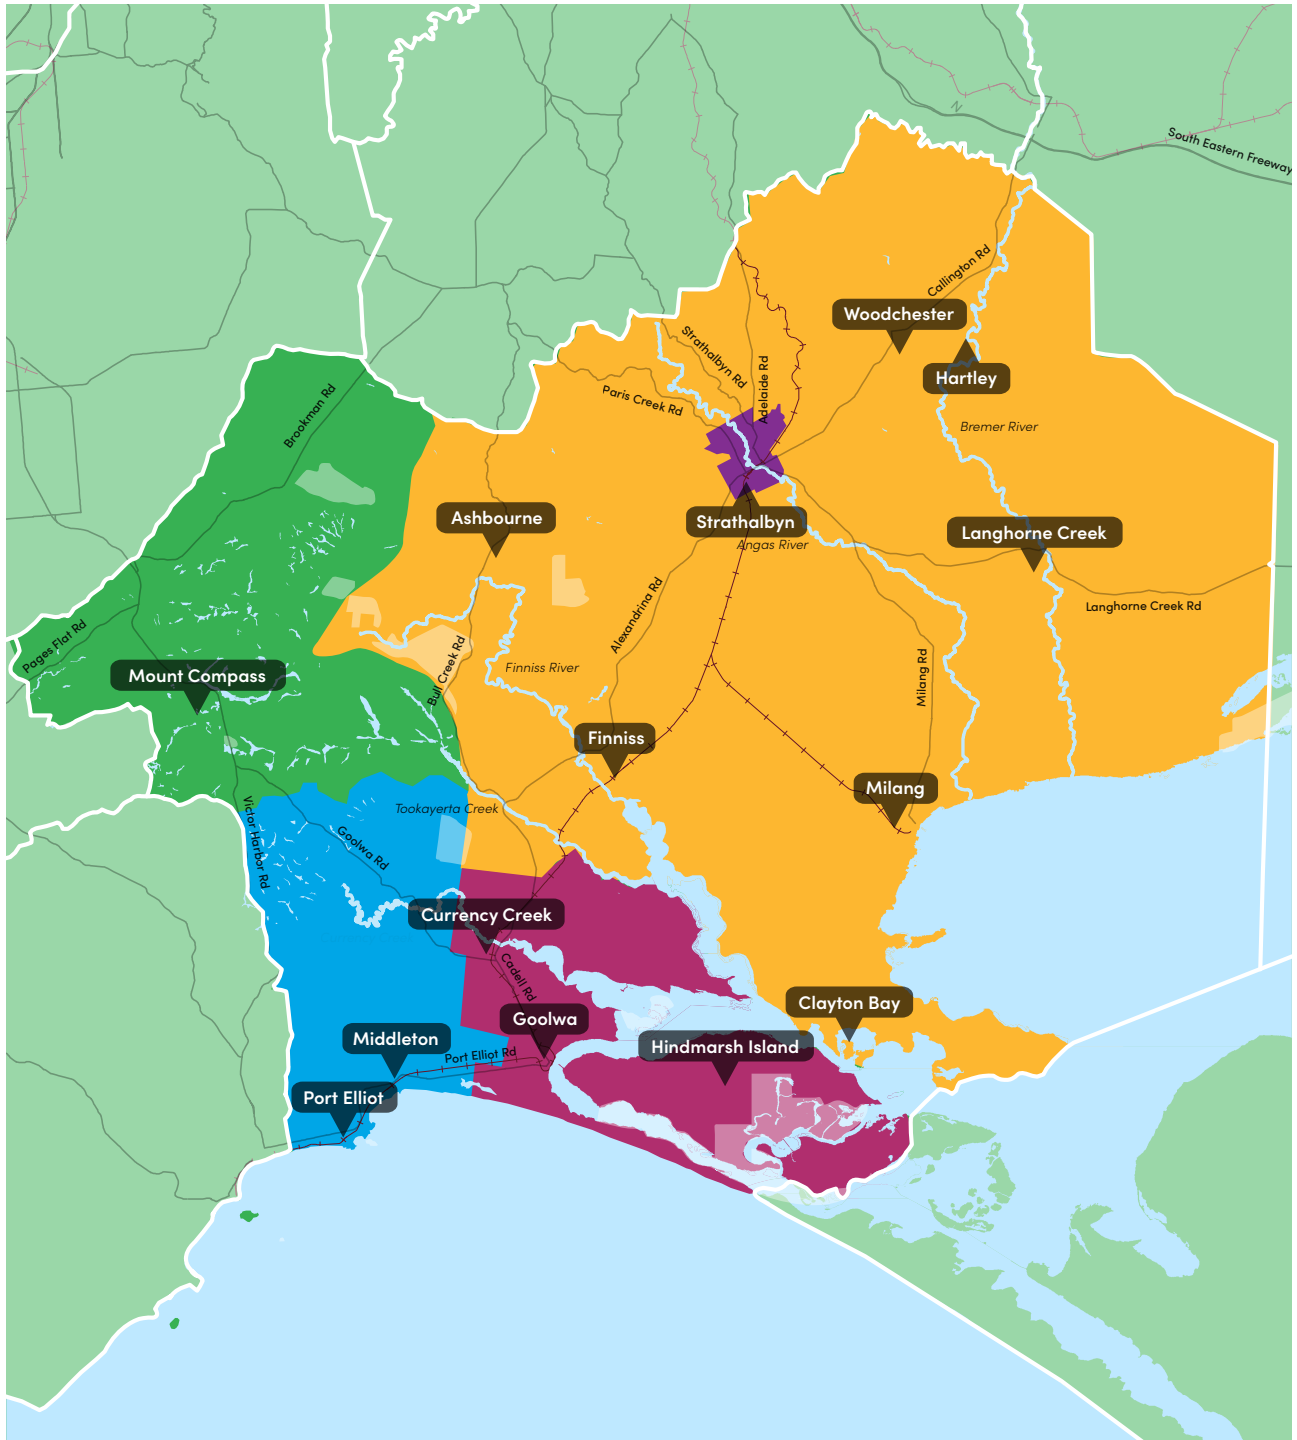 N
South Eastern Freeway
Callington Rd
Woodchester
Strathalbyn Rd
Adelaide Rd
Hartley
Paris Creek Rd
Brookman Rd
Bremer River
Ashbourne
Strathalbyn
Langhorne Creek
Angas River
Alexandrina Rd
Langhorne Creek Rd
Pages Flat Rd
Bull Creek Rd
Finniss River
Mount Compass
Milang Rd
Finniss
Milang
Tookayerta Creek
Victor Harbor Rd
Goolwa Rd
Currency Creek
Cadell Rd
Clayton Bay
Goolwa
Middleton
Hindmarsh Island
Port Elliot Rd
Port Elliot